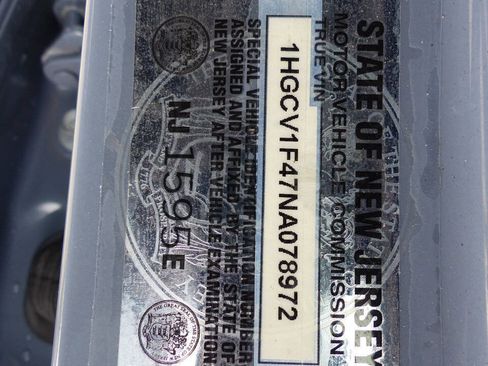 STATE OF NEW JERSEY
MOTOR VEHICLE COMMISSION
TRUE VIN
1HGCV1F47NA078972
SPECIAL VEHICLE IDENTIFICATION NUMBER
ASSIGNED AND AFFIXED BY THE STATE OF
NEW JERSEY AFTER VEHICLE EXAMINATION
NJ 1595E